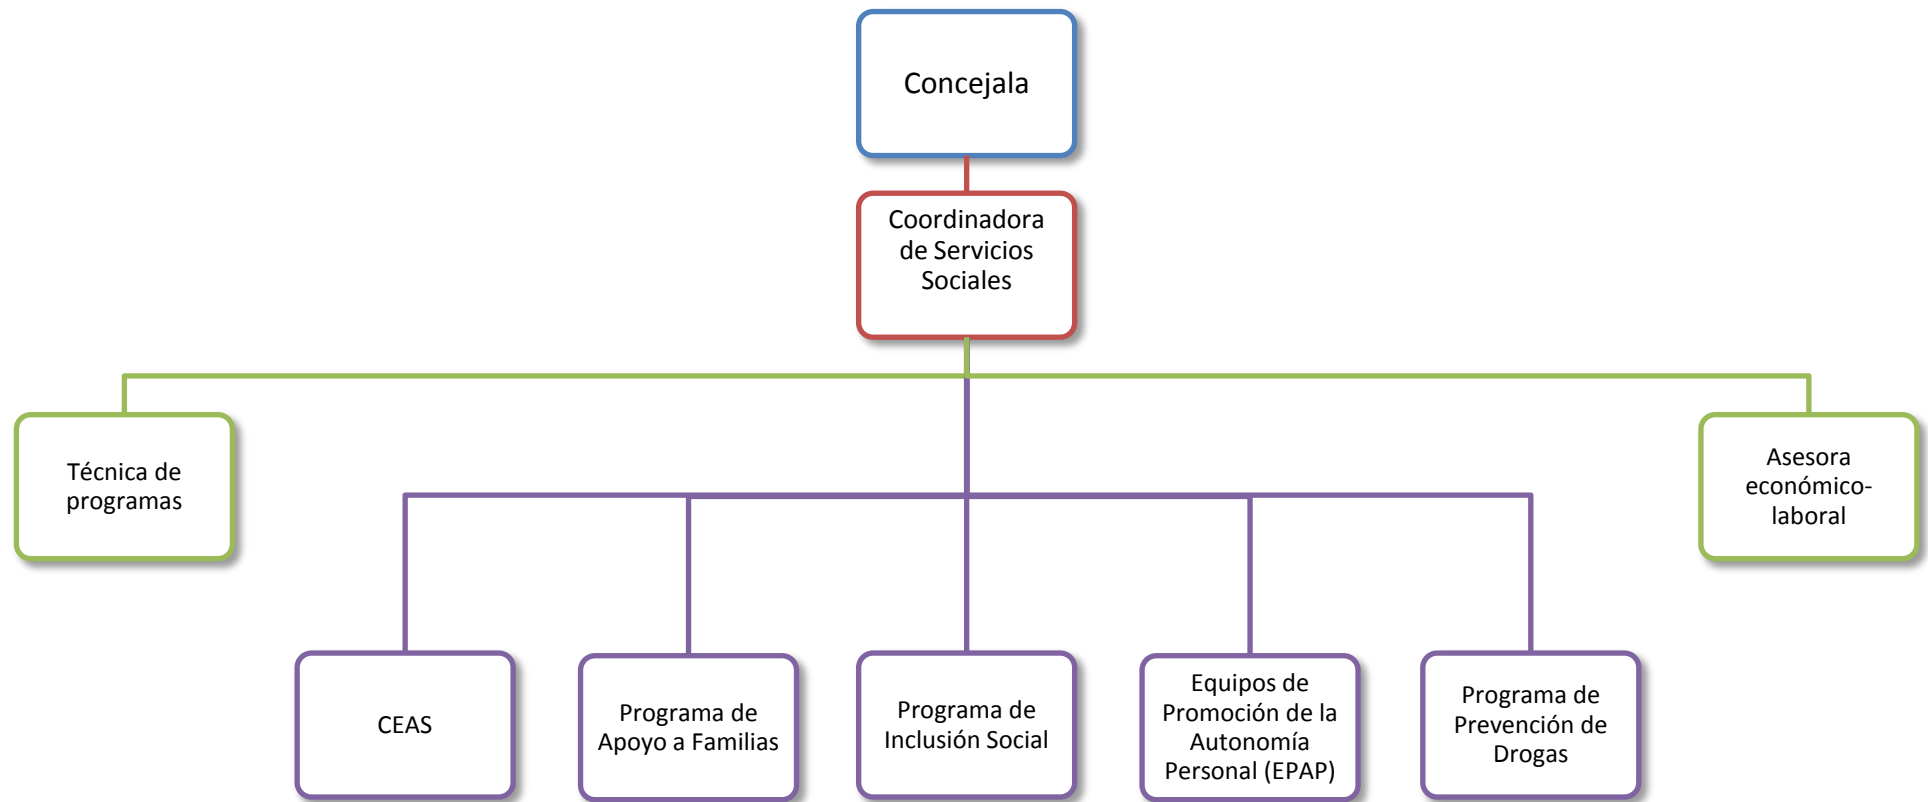 Concejala
Coordinadora
de Servicios
Sociales
Técnica de
programas
Asesora
económico-
laboral
CEAS
Programa de
Apoyo a Familias
Programa de
Inclusión Social
Equipos de
Promoción de la
Autonomía
Personal (EPAP)
Programa de
Prevención de
Drogas